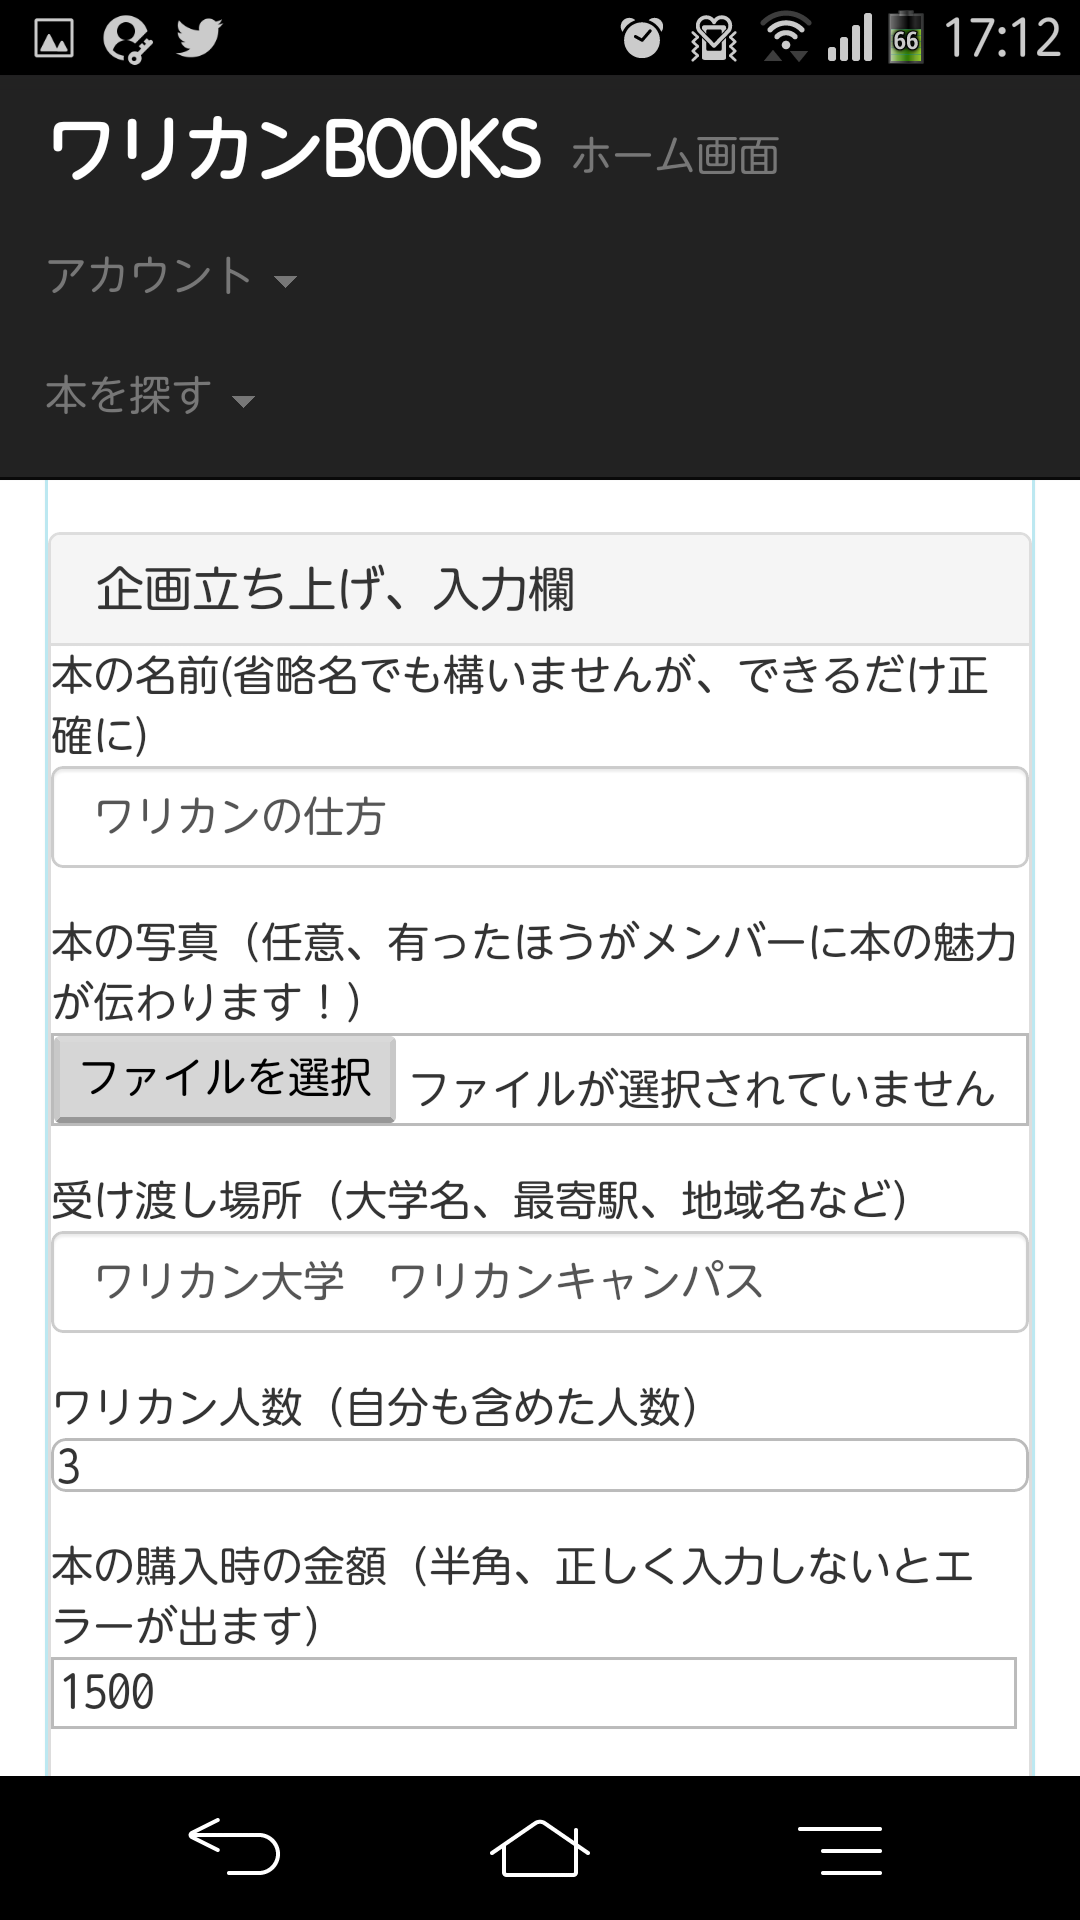 66 17:12
ワリカンBOOKS ホーム画面
アカウント
本を探す
企画立ち上げ、入力欄
本の名前(省略名でも構いませんが、できるだけ正
確に)
ワリカンの仕方
本の写真（任意、有ったほうがメンバーに本の魅力
が伝わります！）
ファイルを選択 ファイルが選択されていません
受け渡し場所（大学名、最寄駅、地域名など）
ワリカン大学　ワリカンキャンパス
ワリカン人数（自分も含めた人数）
3
本の購入時の金額（半角、正しく入力しないとエ
ラーが出ます）
1500